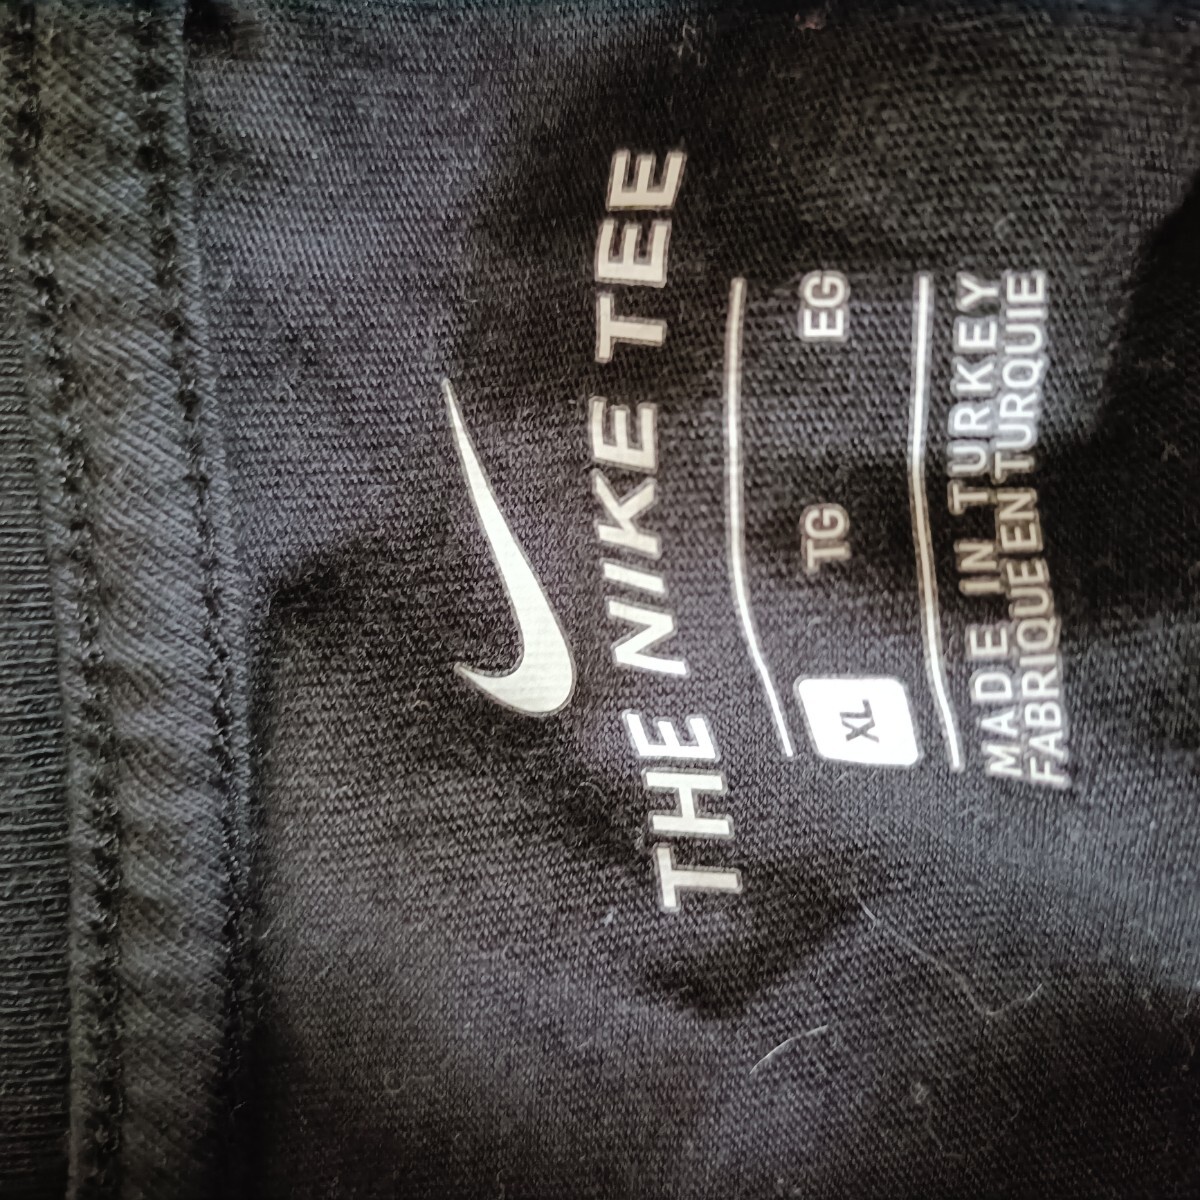 THE NIKE TEE
XL TG EG
MADE IN TURKEY
FABRIQUE EN TURQUIE